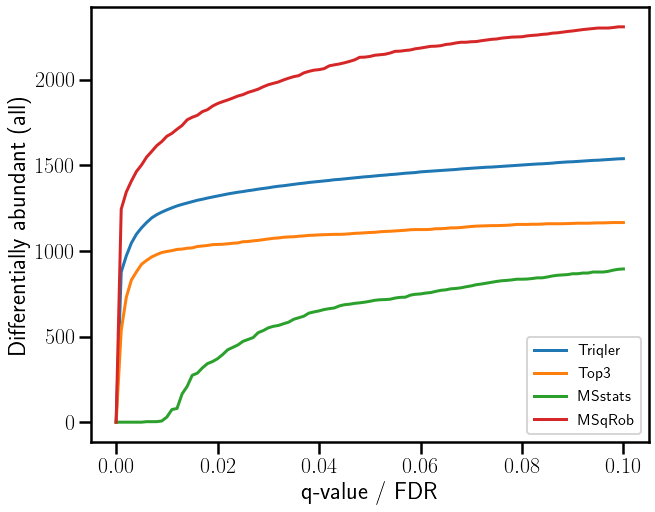 Differentially abundant (all)
2000
1500
1000
500
0
0.00 0.02 0.04 0.06 0.08 0.10
q-value / FDR
Triqler
Top3
MSstats
MSqRob